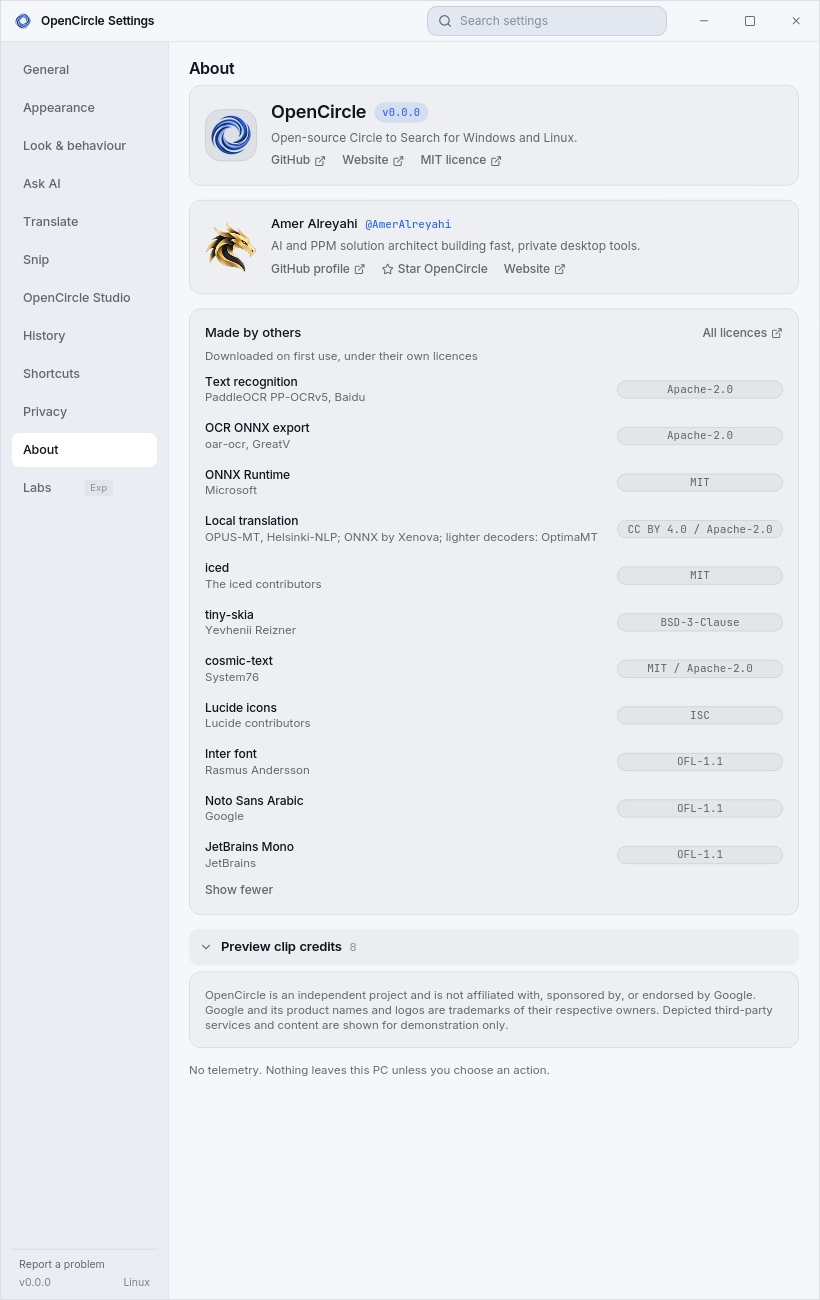 OpenCircle Settings
Search settings
General
Appearance
Look & behaviour
Ask AI
Translate
Snip
OpenCircle Studio
History
Shortcuts
Privacy
About
Labs Exp
Report a problem
v0.0.0 Linux
About
OpenCircle v0.0.0
Open-source Circle to Search for Windows and Linux.
GitHub Website MIT licence
Amer Alreyahi @AmerAlreyahi
AI and PPM solution architect building fast, private desktop tools.
GitHub profile Star OpenCircle Website
Made by others All licences
Downloaded on first use, under their own licences
Text recognition
PaddleOCR PP-OCRv5, Baidu
Apache-2.0
OCR ONNX export
oar-ocr, GreatV
Apache-2.0
ONNX Runtime
Microsoft
MIT
Local translation
OPUS-MT, Helsinki-NLP; ONNX by Xenova; lighter decoders: OptimaMT
CC BY 4.0 / Apache-2.0
iced
The iced contributors
MIT
tiny-skia
Yevhenii Reizner
BSD-3-Clause
cosmic-text
System76
MIT / Apache-2.0
Lucide icons
Lucide contributors
ISC
Inter font
Rasmus Andersson
OFL-1.1
Noto Sans Arabic
Google
OFL-1.1
JetBrains Mono
JetBrains
OFL-1.1
Show fewer
Preview clip credits 8
OpenCircle is an independent project and is not affiliated with, sponsored by, or endorsed by Google.
Google and its product names and logos are trademarks of their respective owners. Depicted third-party
services and content are shown for demonstration only.
No telemetry. Nothing leaves this PC unless you choose an action.